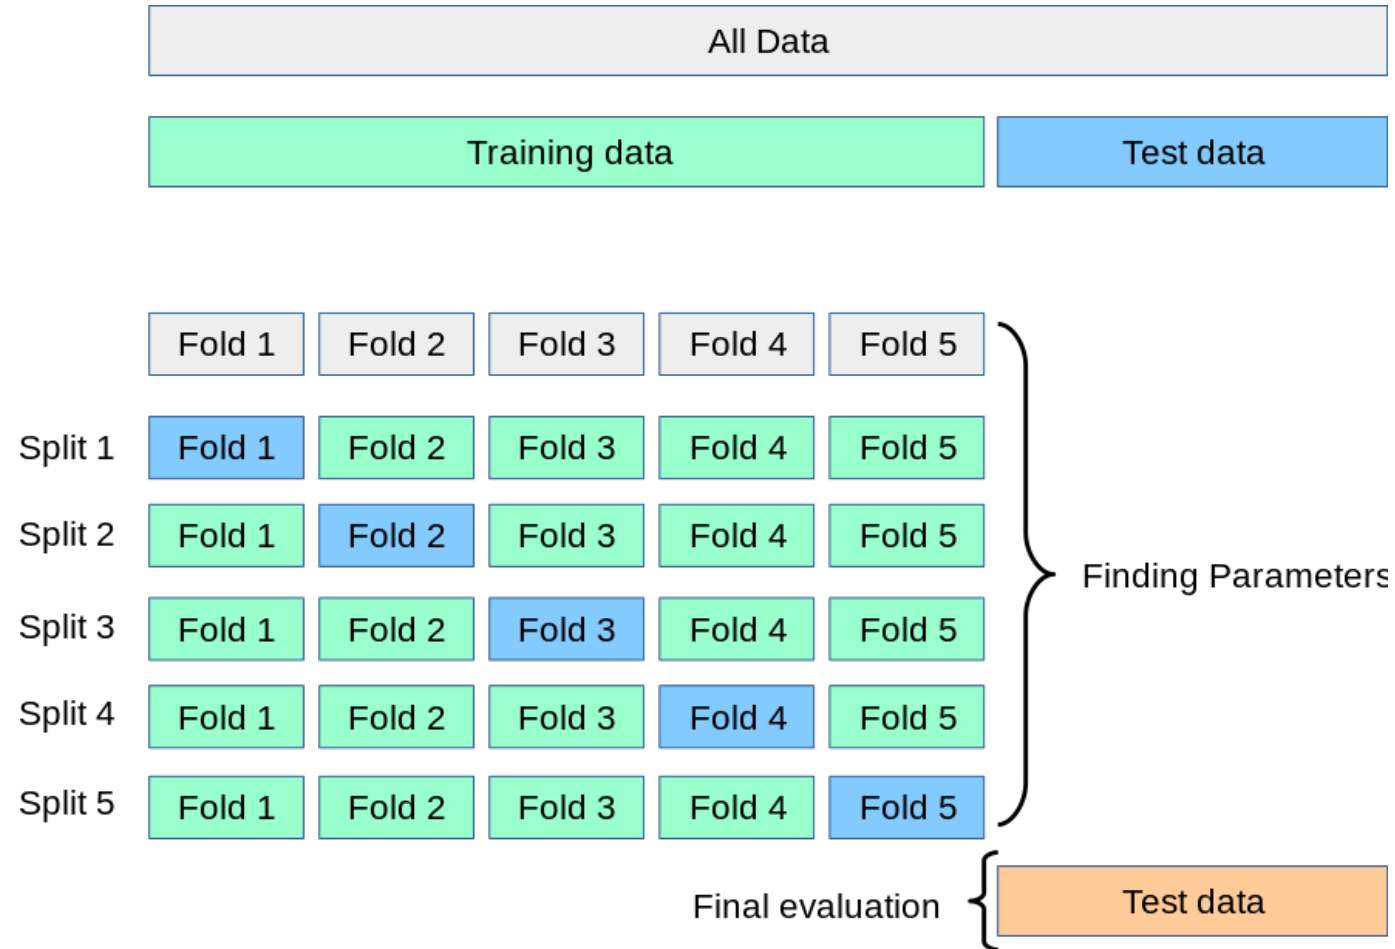 All Data
Training data Test data
Fold 1 Fold 2 Fold 3 Fold 4 Fold 5
Split 1 Fold 1 Fold 2 Fold 3 Fold 4 Fold 5
Split 2 Fold 1 Fold 2 Fold 3 Fold 4 Fold 5
Finding Parameters
Split 3 Fold 1 Fold 2 Fold 3 Fold 4 Fold 5
Split 4 Fold 1 Fold 2 Fold 3 Fold 4 Fold 5
Split 5 Fold 1 Fold 2 Fold 3 Fold 4 Fold 5
Final evaluation Test data